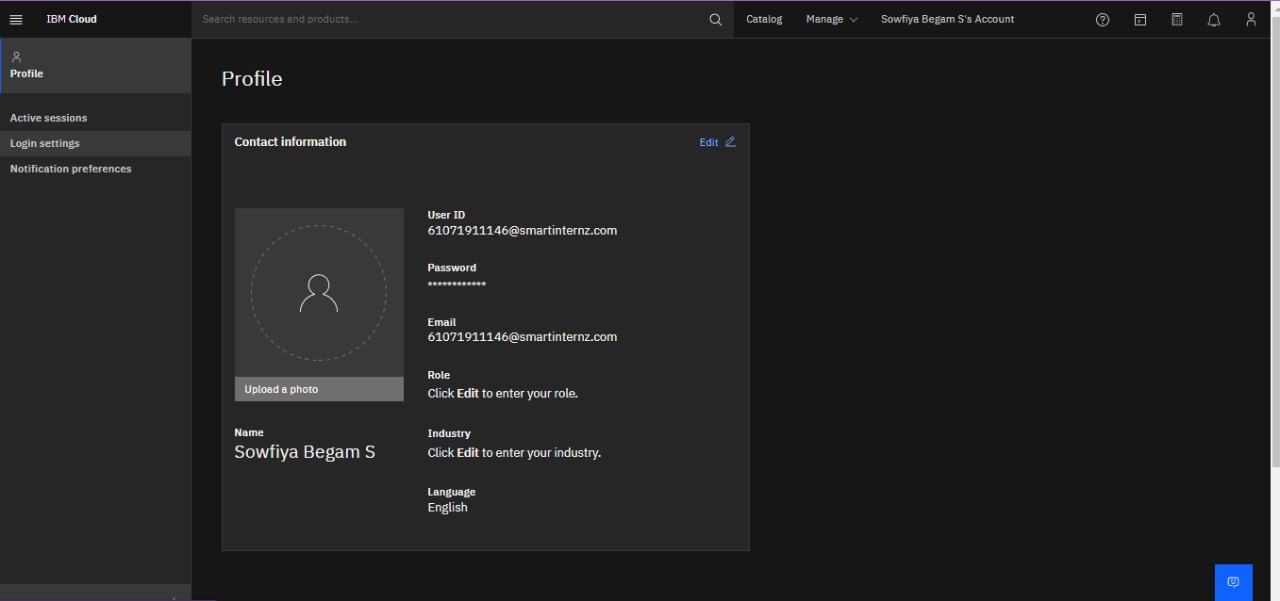 IBM Cloud
Search resources and products...
Catalog
Manage
Sowfiya Begam S's Account
Profile
Active sessions
Login settings
Notification preferences
Profile
Contact information
Edit
Upload a photo
Name
Sowfiya Begam S
User ID
61071911146@smartinternz.com
Password
************
Email
61071911146@smartinternz.com
Role
Click Edit to enter your role.
Industry
Click Edit to enter your industry.
Language
English